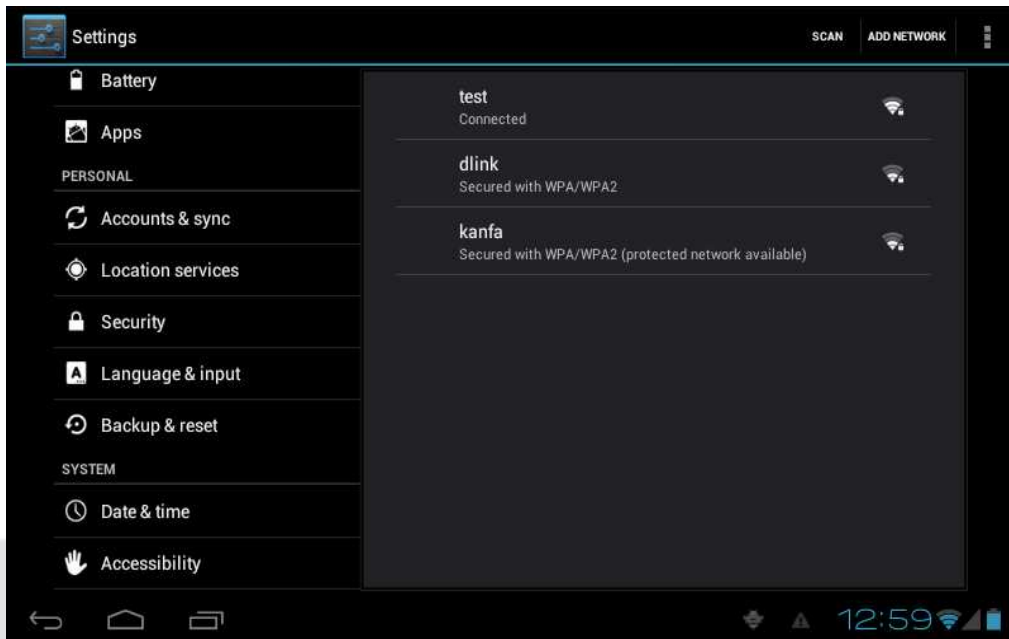 Settings
SCAN
ADD NETWORK
Battery
Apps
PERSONAL
Accounts & sync
Location services
Security
Language & input
Backup & reset
SYSTEM
Date & time
Accessibility
test
Connected
dlink
Secured with WPA/WPA2
kanfa
Secured with WPA/WPA2 (protected network available)
12:59